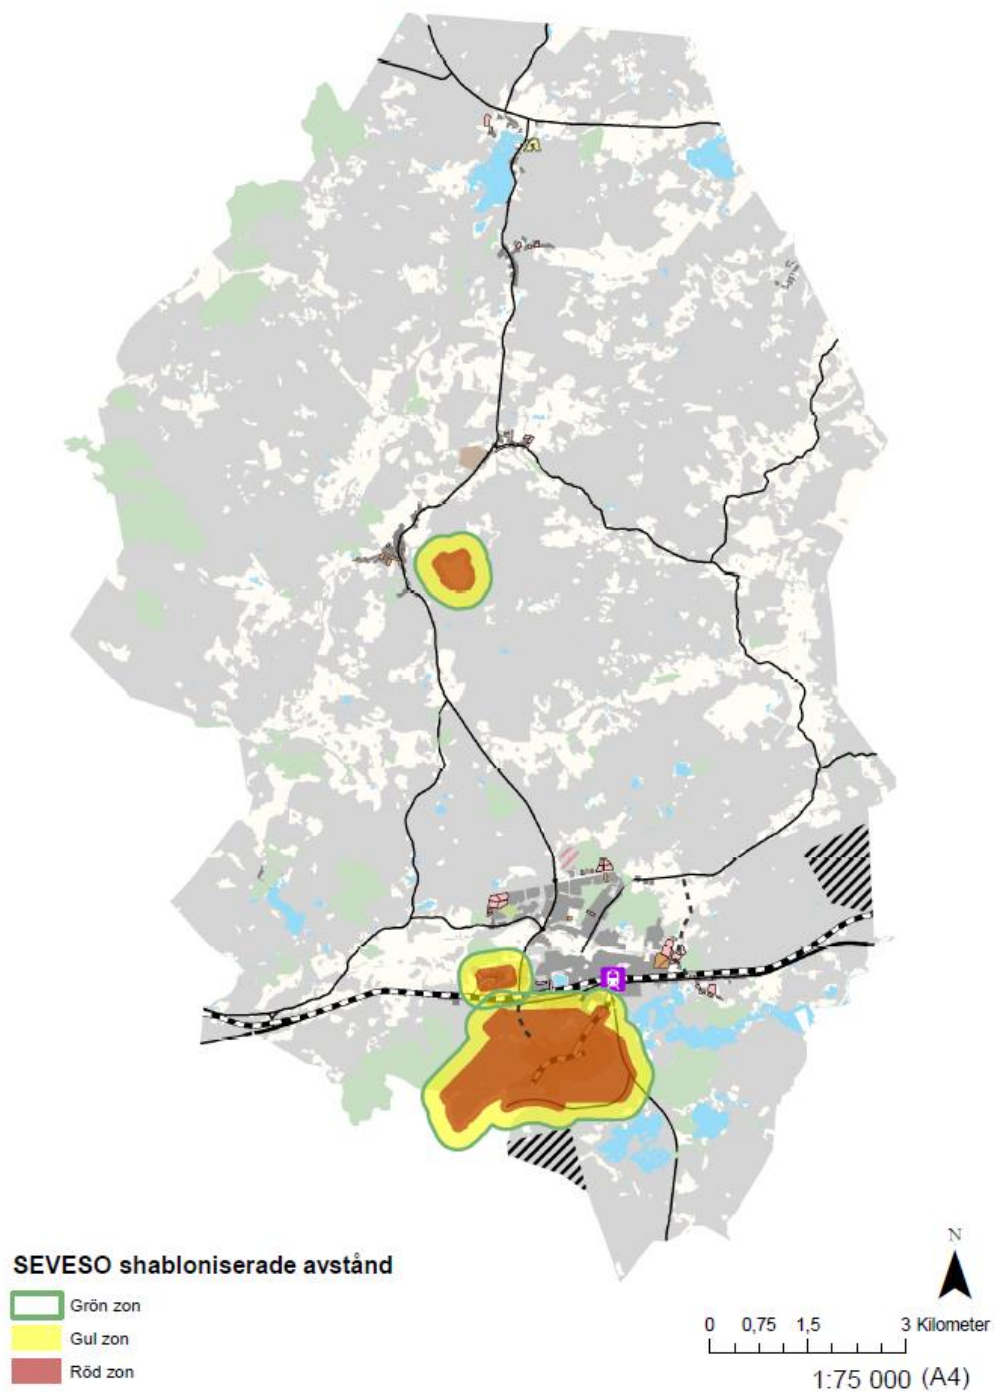 SEVESO shabloniserade avstånd
Grön zon
Gul zon
Röd zon
N
0 0,75 1,5 3 Kilometer
1:75 000 (A4)